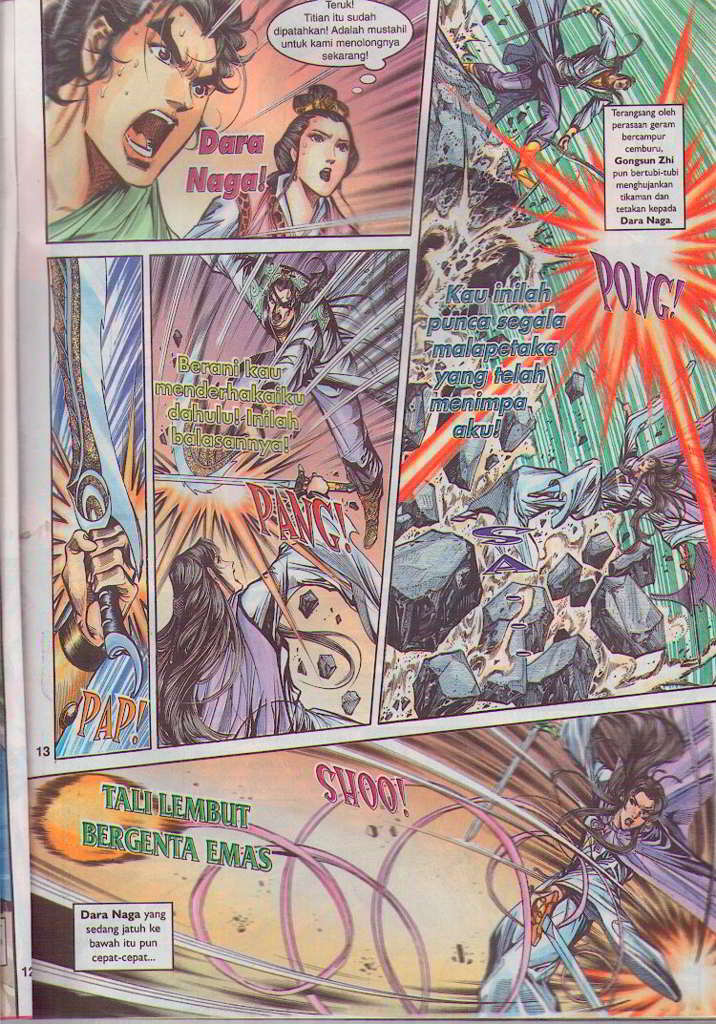 Teruk!
Titian itu sudah
dipatahkan! Adalah mustahil
untuk kami menolongnya
sekarang!
Dara
Naga!
Terangsang oleh
perasaan geram
bercampur
cemburu,
Gongsun Zhi
pun bertubi-tubi
menghujankan
tikaman dan
tetakan kepada
Dara Naga.
PONG!
Kau inilah
punca segala
malapetaka
yang telah
menimpa
aku!
SA...
PAP!
Berani kau
menderhakaiku
dahulu! Inilah
balasannya!
PANG!
13
SHOO!
TALI LEMBUT
BERGENTA EMAS
Dara Naga yang
sedang jatuh ke
bawah itu pun
cepat-cepat...
12